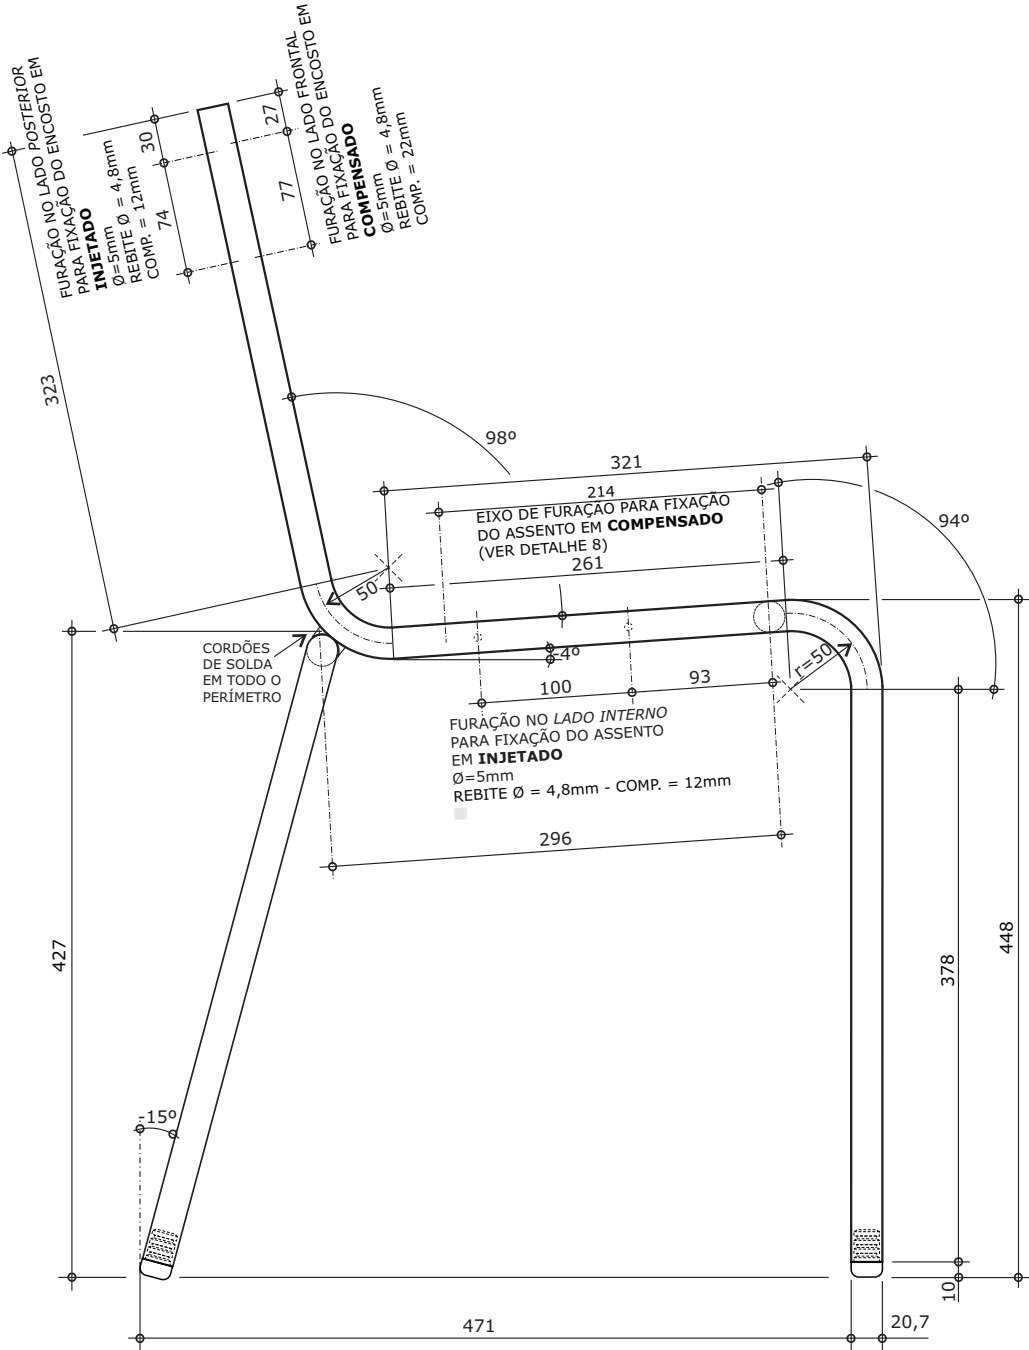 FURAÇÃO NO LADO POSTERIOR
PARA FIXAÇÃO DO ENCOSTO EM
INJETADO
Ø=5mm
REBITE Ø = 4,8mm
COMP. = 12mm
30
74
27
77
FURAÇÃO NO LADO FRONTAL
PARA FIXAÇÃO DO ENCOSTO EM
COMPENSADO
Ø=5mm
REBITE Ø = 4,8mm
COMP. = 22mm
323
98º
321
214
EIXO DE FURAÇÃO PARA FIXAÇÃO
DO ASSENTO EM COMPENSADO
(VER DETALHE 8)
261
94º
50
CORDÕES
DE SOLDA
EM TODO O
PERÍMETRO
-4º
r=50
100
93
FURAÇÃO NO LADO INTERNO
PARA FIXAÇÃO DO ASSENTO
EM INJETADO
Ø=5mm
REBITE Ø = 4,8mm - COMP. = 12mm
296
427
378
448
-15º
10
471
20,7